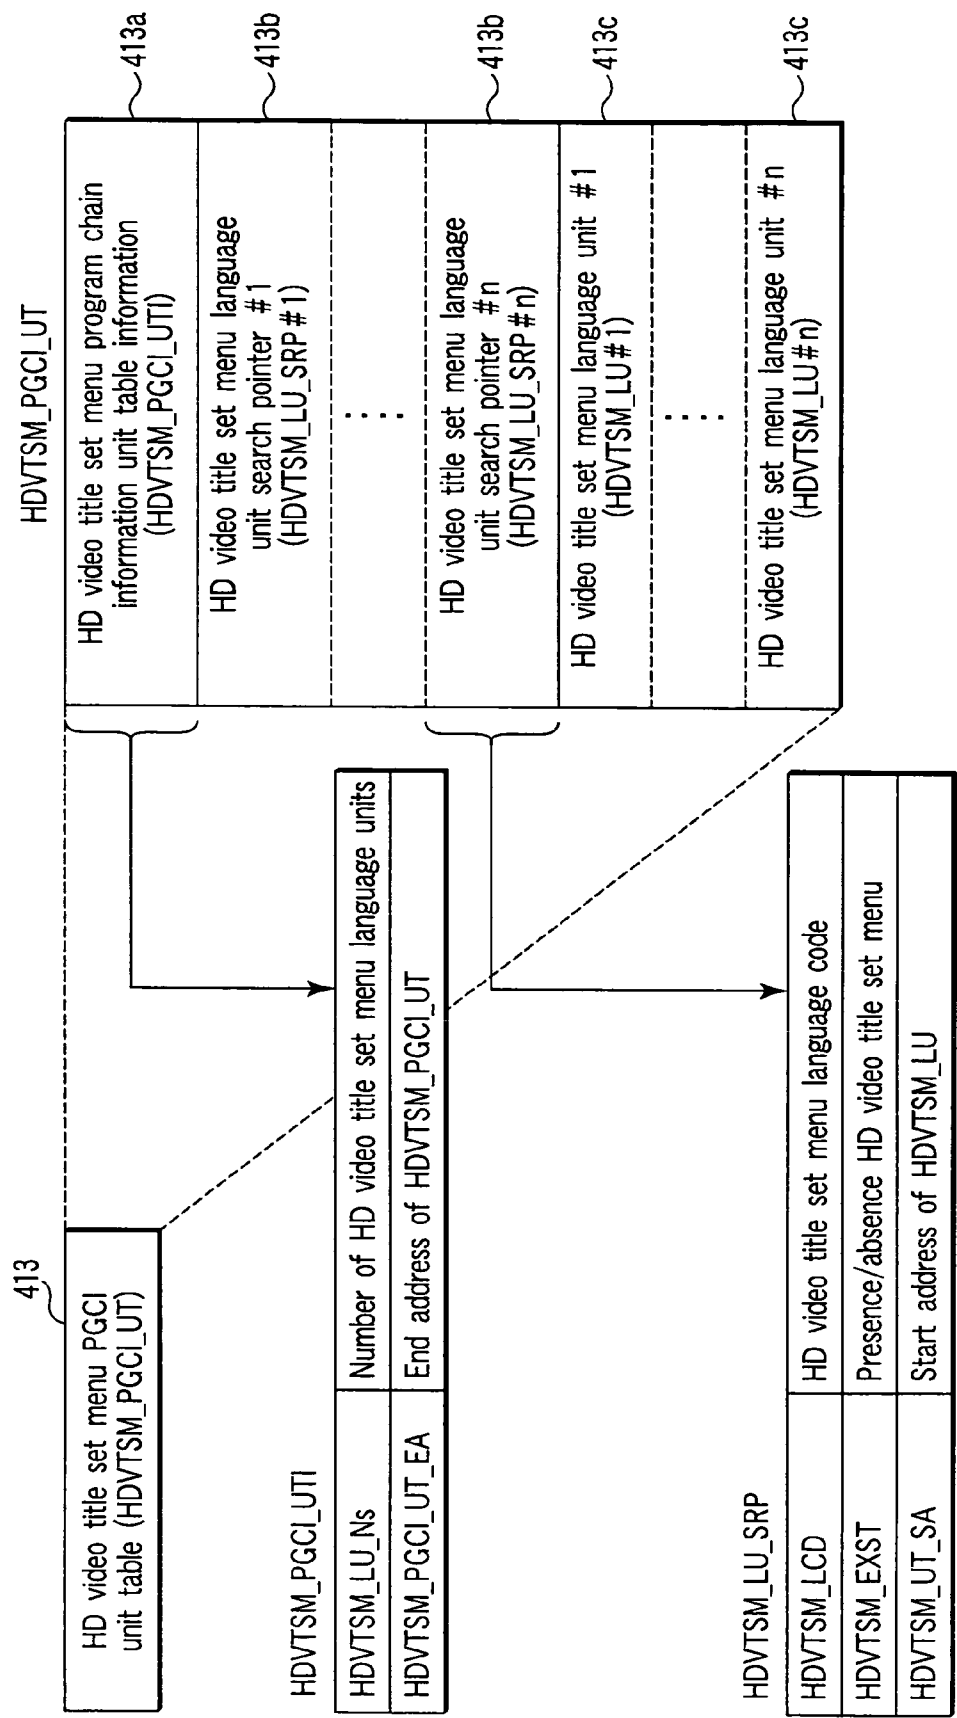 413
HD video title set menu PGCI
unit table (HDVTSM_PGCI_UT)
HDVTSM_PGCI_UT
HD video title set menu program chain
information unit table information
(HDVTSM_PGCI_UTI)
413a
HD video title set menu language
unit search pointer #1
(HDVTSM_LU_SRP#1)
413b
. . . .
HD video title set menu language
unit search pointer #n
(HDVTSM_LU_SRP#n)
413b
HD video title set menu language unit #1
(HDVTSM_LU#1)
413c
. . . .
HD video title set menu language unit #n
(HDVTSM_LU#n)
413c
HDVTSM_PGCI_UTI
HDVTSM_LU_Ns Number of HD video title set menu language units
HDVTSM_PGCI_UT_EA End address of HDVTSM_PGCI_UT
HDVTSM_LU_SRP
HDVTSM_LCD HD video title set menu language code
HDVTSM_EXST Presence/absence HD video title set menu
HDVTSM_UT_SA Start address of HDVTSM_LU